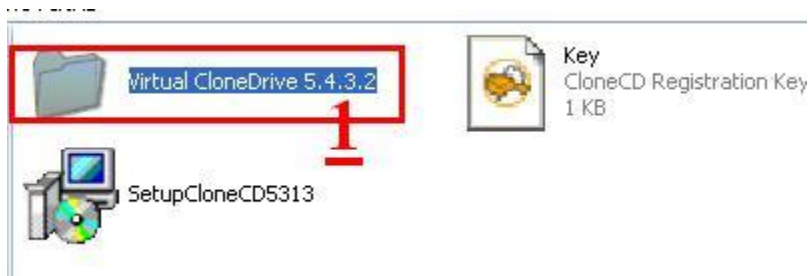 Virtual CloneDrive 5.4.3.2
Key
CloneCD Registration Key
1 KB
1
SetupCloneCD5313